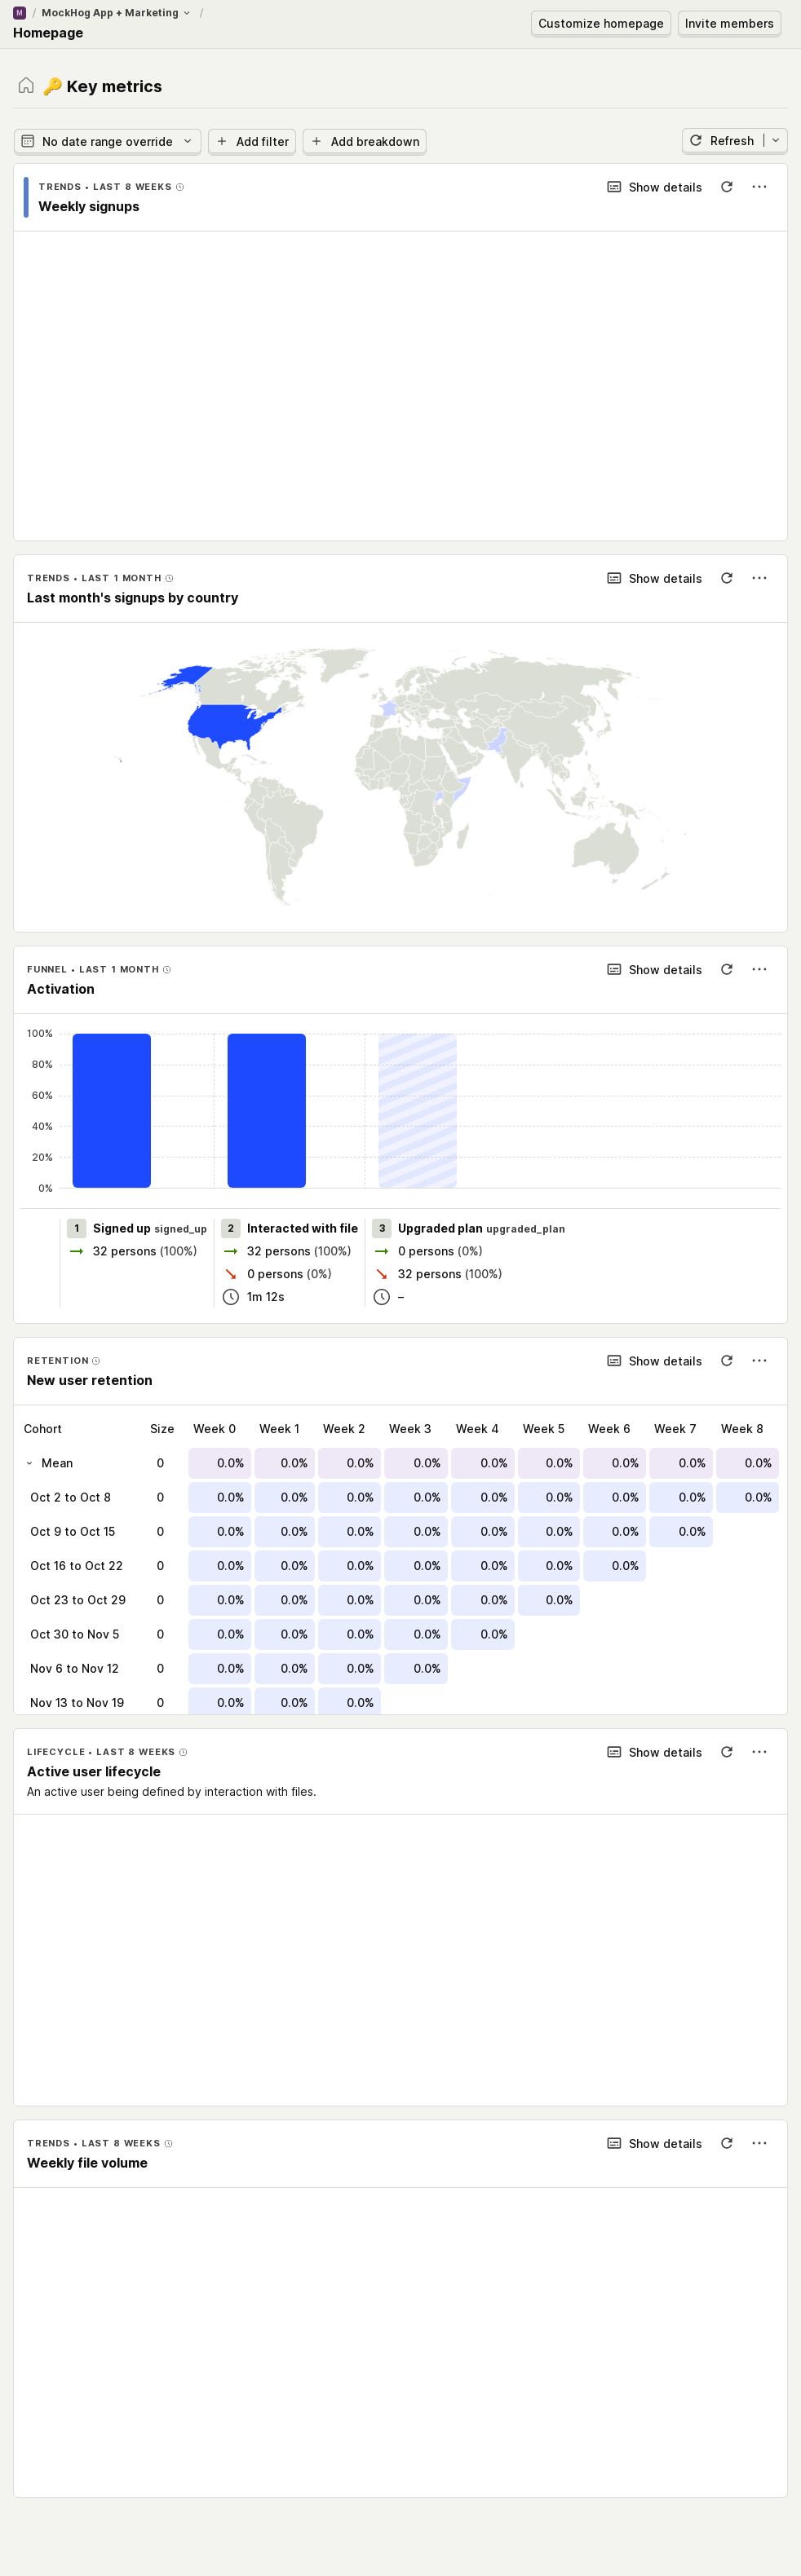 M / MockHog App + Marketing /
Homepage
Customize homepage
Invite members
🔑 Key metrics
No date range override
Add filter
Add breakdown
Refresh
TRENDS • LAST 8 WEEKS
Weekly signups
Show details
TRENDS • LAST 1 MONTH
Last month's signups by country
Show details
FUNNEL • LAST 1 MONTH
Activation
Show details
100%
80%
60%
40%
20%
0%
1 Signed up signed_up
32 persons (100%)
2 Interacted with file
32 persons (100%)
0 persons (0%)
1m 12s
3 Upgraded plan upgraded_plan
0 persons (0%)
32 persons (100%)
–
RETENTION
New user retention
Show details
Cohort Size Week 0 Week 1 Week 2 Week 3 Week 4 Week 5 Week 6 Week 7 Week 8
Mean 0 0.0% 0.0% 0.0% 0.0% 0.0% 0.0% 0.0% 0.0% 0.0%
Oct 2 to Oct 8 0 0.0% 0.0% 0.0% 0.0% 0.0% 0.0% 0.0% 0.0% 0.0%
Oct 9 to Oct 15 0 0.0% 0.0% 0.0% 0.0% 0.0% 0.0% 0.0% 0.0%
Oct 16 to Oct 22 0 0.0% 0.0% 0.0% 0.0% 0.0% 0.0% 0.0%
Oct 23 to Oct 29 0 0.0% 0.0% 0.0% 0.0% 0.0% 0.0%
Oct 30 to Nov 5 0 0.0% 0.0% 0.0% 0.0% 0.0%
Nov 6 to Nov 12 0 0.0% 0.0% 0.0% 0.0%
Nov 13 to Nov 19 0 0.0% 0.0% 0.0%
LIFECYCLE • LAST 8 WEEKS
Active user lifecycle
An active user being defined by interaction with files.
Show details
TRENDS • LAST 8 WEEKS
Weekly file volume
Show details